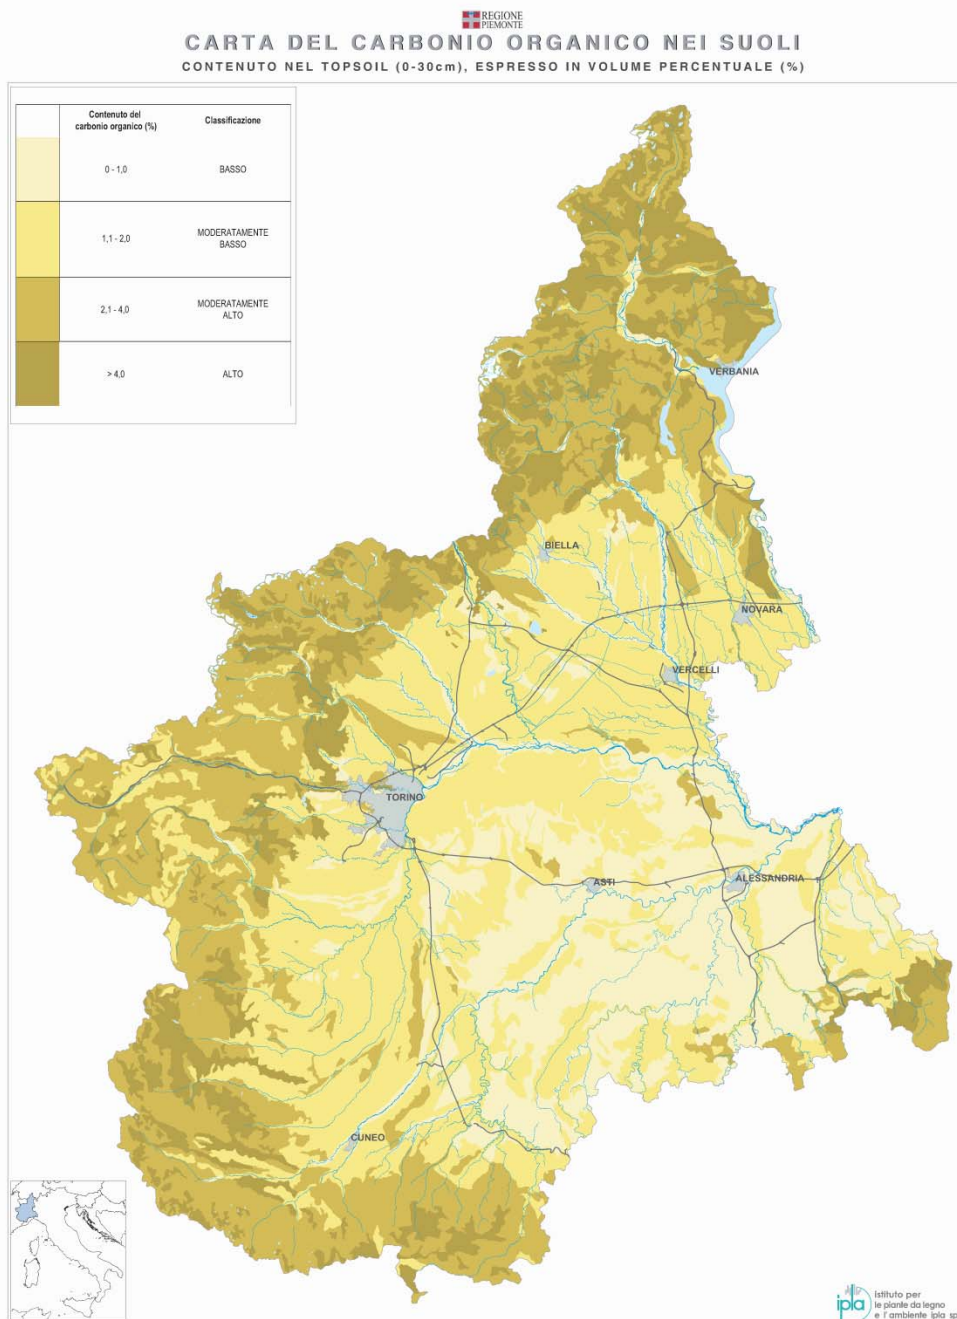 REGIONE
PIEMONTE
CARTA DEL CARBONIO ORGANICO NEI SUOLI
CONTENUTO NEL TOPSOIL (0-30cm), ESPRESSO IN VOLUME PERCENTUALE (%)
Contenuto del
carbonio organico (%)
Classificazione
0 - 1,0
BASSO
1,1 - 2,0
MODERATAMENTE
BASSO
2,1 - 4,0
MODERATAMENTE
ALTO
> 4,0
ALTO
VERBANIA
BIELLA
NOVARA
VERCELLI
TORINO
ASTI
ALESSANDRIA
CUNEO
ipla
istituto per
le piante da legno
e l'ambiente ipla sp